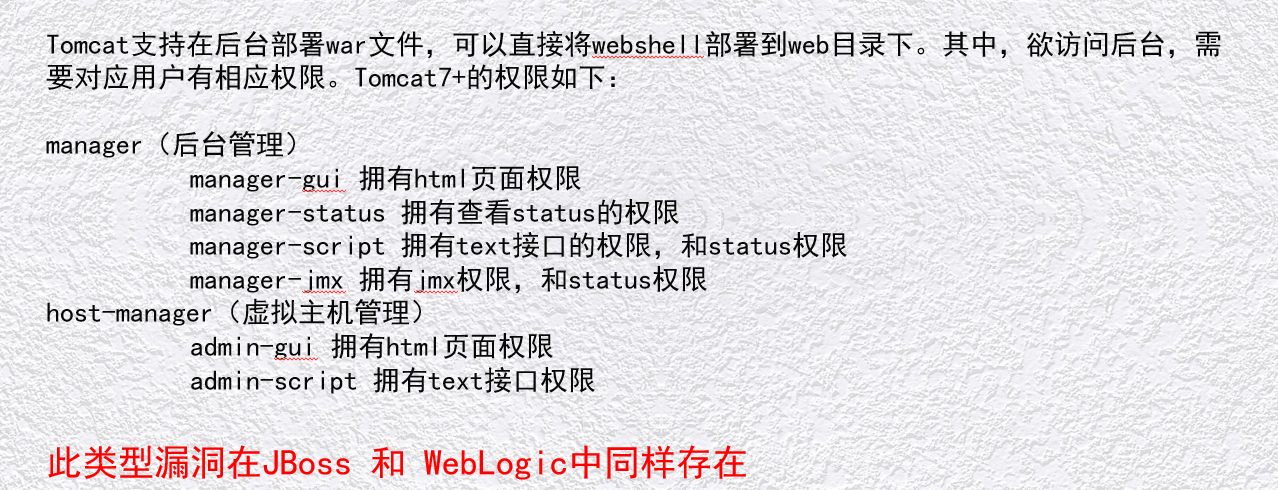 Tomcat支持在后台部署war文件，可以直接将webshell部署到web目录下。其中，欲访问后台，需
要对应用户有相应权限。Tomcat7+的权限如下：
manager（后台管理）
manager-gui 拥有html页面权限
manager-status 拥有查看status的权限
manager-script 拥有text接口的权限，和status权限
manager-jmx 拥有jmx权限，和status权限
host-manager（虚拟主机管理）
admin-gui 拥有html页面权限
admin-script 拥有text接口权限
此类型漏洞在JBoss 和 WebLogic中同样存在